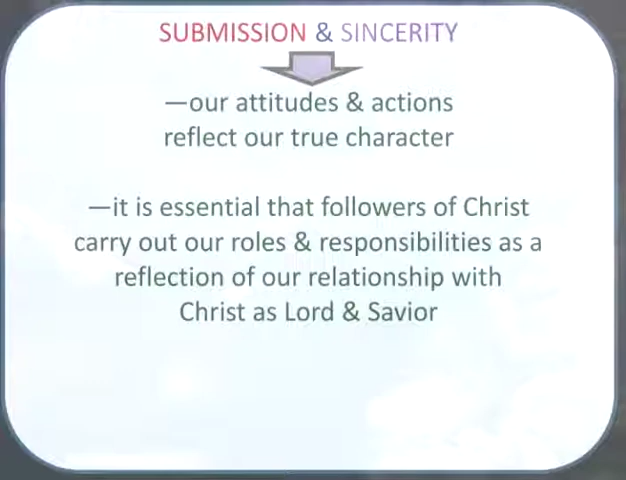 SUBMISSION & SINCERITY
—our attitudes & actions
reflect our true character
—it is essential that followers of Christ
carry out our roles & responsibilities as a
reflection of our relationship with
Christ as Lord & Savior